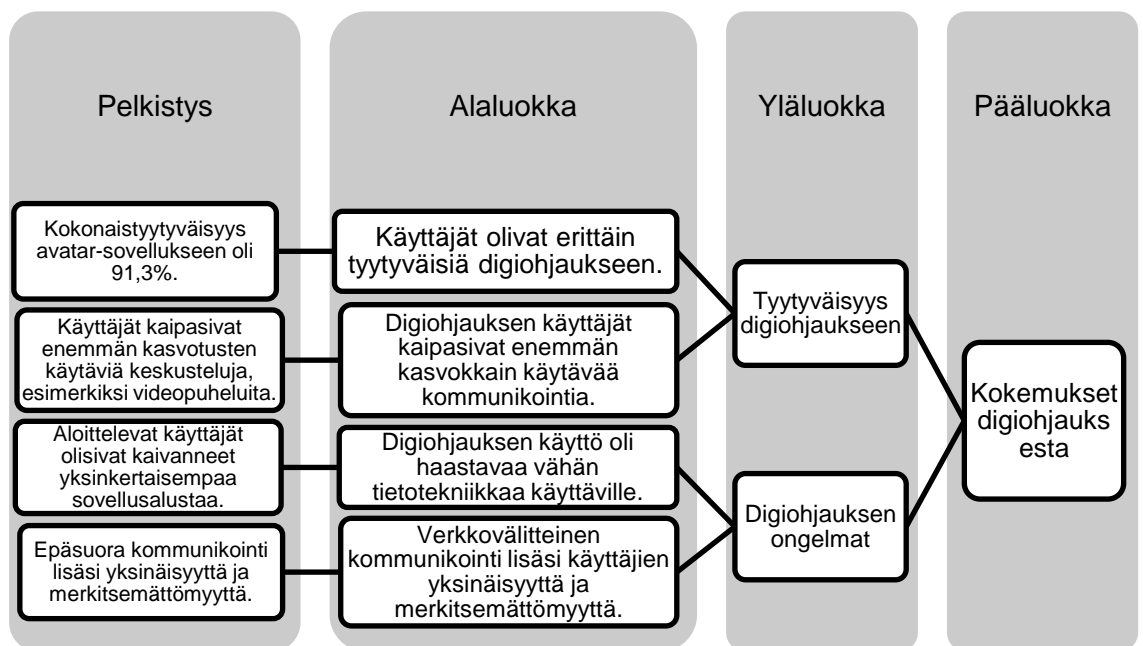 Pelkistys
Alaluokka
Yläluokka
Pääluokka
Kokonaistyytyväisyys
avatar-sovellukseen oli
91,3%.
Käyttäjät kaipasivat
enemmän kasvotusten
käytäviä keskusteluja,
esimerkiksi videopuheluita.
Aloittelevat käyttäjät
olisivat kaivanneet
yksinkertaisempaa
sovellusalustaa.
Epäsuora kommunikointi
lisäsi yksinäisyyttä ja
merkitsemättömyyttä.
Käyttäjät olivat erittäin
tyytyväisiä digiohjaukseen.
Digiohjauksen käyttäjät
kaipasivat enemmän
kasvokkain käytävää
kommunikointia.
Digiohjauksen käyttö oli
haastavaa vähän
tietotekniikkaa käyttäville.
Verkkovälitteinen
kommunikointi lisäsi käyttäjien
yksinäisyyttä ja
merkitsemättömyyttä.
Tyytyväisyys
digiohjaukseen
Digiohjauksen
ongelmat
Kokemukset
digiohjauks
esta